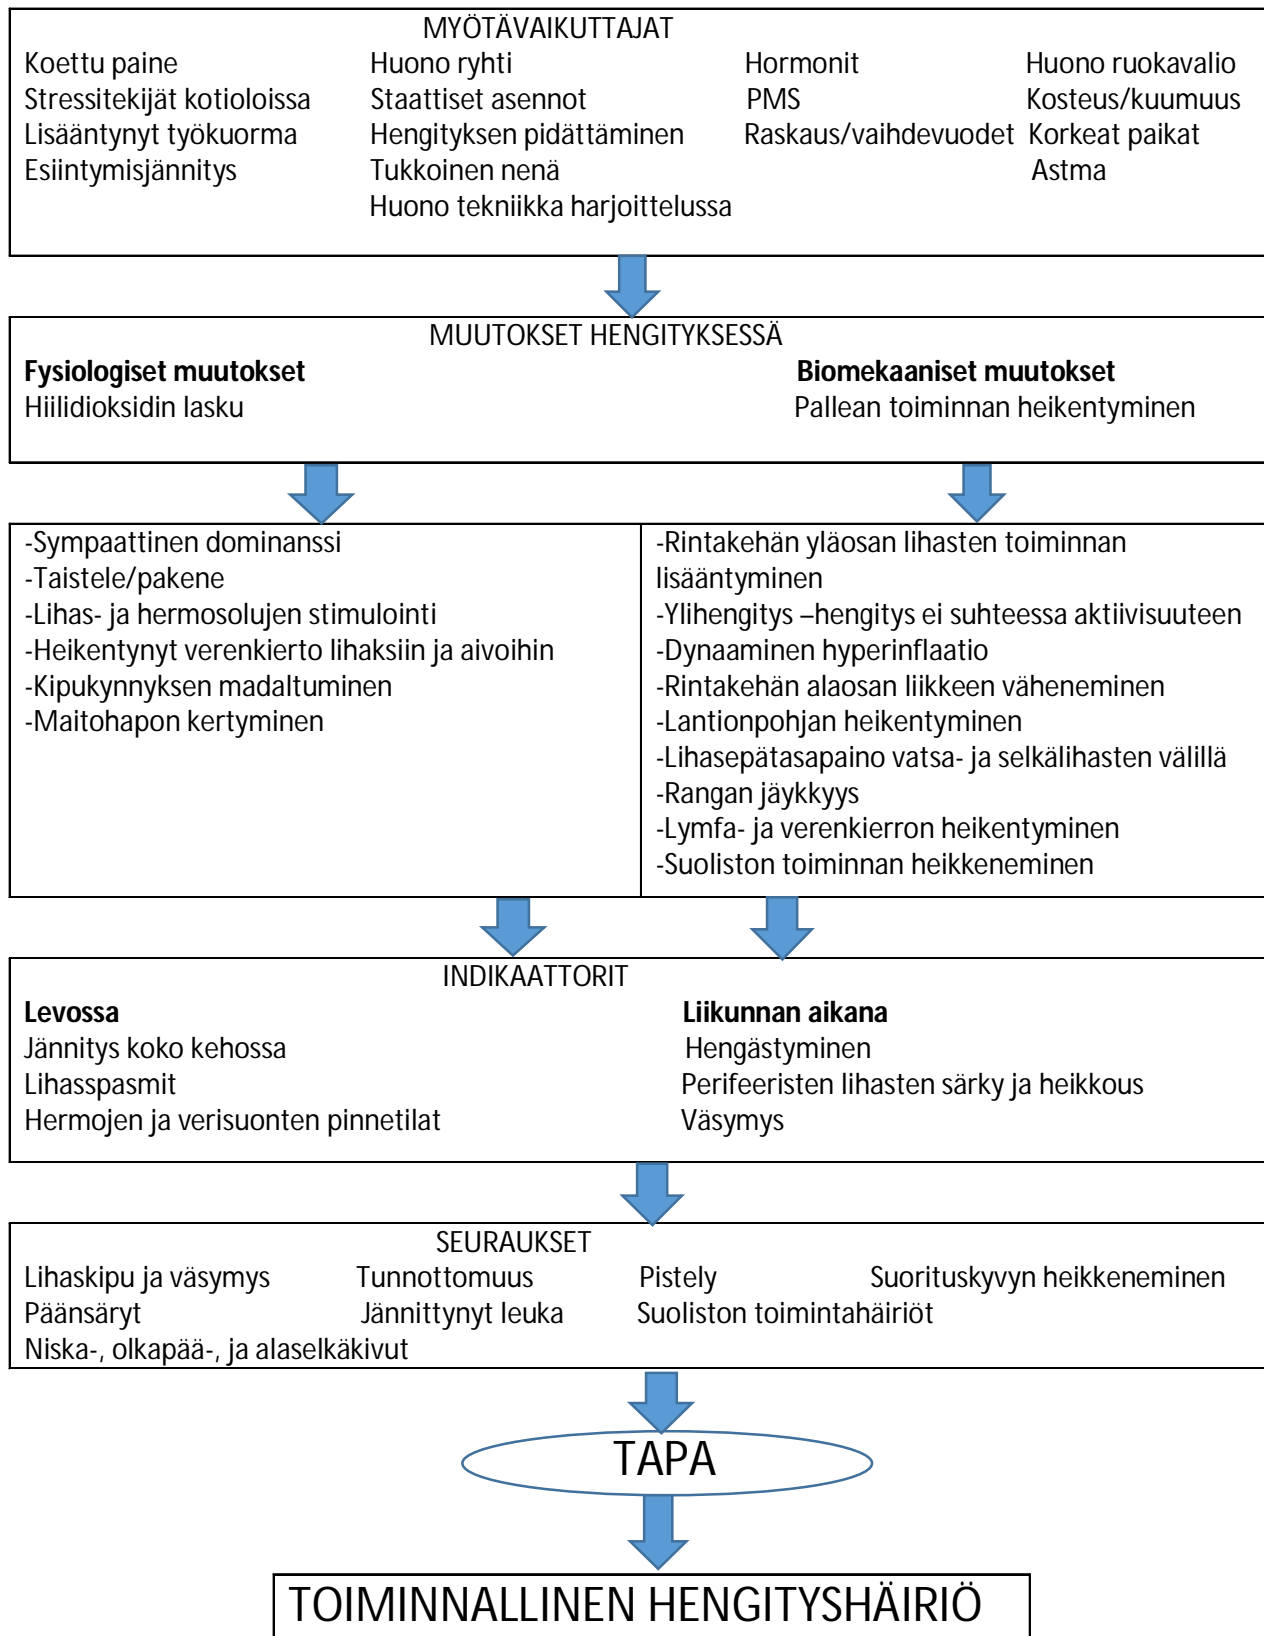 MYÖTÄVAIKUTTAJAT
Koettu paine Huono ryhti Hormonit Huono ruokavalio
Stressitekijät kotioloissa Staattiset asennot PMS Kosteus/kuumuus
Lisääntynyt työkuorma Hengityksen pidättäminen Raskaus/vaihdevuodet Korkeat paikat
Esiintymisjännitys Tukkoinen nenä Astma
Huono tekniikka harjoittelussa
MUUTOKSET HENGITYKSESSÄ
Fysiologiset muutokset Biomekaaniset muutokset
Hiilidioksidin lasku Pallean toiminnan heikentyminen
-Sympaattinen dominanssi
-Taistele/pakene
-Lihas- ja hermosolujen stimulointi
-Heikentynyt verenkierto lihaksiin ja aivoihin
-Kipukynnyksen madaltuminen
-Maitohapon kertyminen
-Rintakehän yläosan lihasten toiminnan
lisääntyminen
-Ylihengitys –hengitys ei suhteessa aktiivisuuteen
-Dynaaminen hyperinflaatio
-Rintakehän alaosan liikkeen väheneminen
-Lantionpohjan heikentyminen
-Lihasepätasapaino vatsa- ja selkälihasten välillä
-Rangan jäykkyys
-Lymfa- ja verenkierron heikentyminen
-Suoliston toiminnan heikkeneminen
INDIKAATTORIT
Levossa Liikunnan aikana
Jännitys koko kehossa Hengästyminen
Lihasspasmit Perifeeristen lihasten särky ja heikkous
Hermojen ja verisuonten pinnetilat Väsymys
SEURAUKSET
Lihaskipu ja väsymys Tunnottomuus Pistely Suorituskyvyn heikkeneminen
Päänsäryt Jännittynyt leuka Suoliston toimintahäiriöt
Niska-, olkapää-, ja alaselkäkivut
TAPA
TOIMINNALLINEN HENGITYSHÄIRIÖ